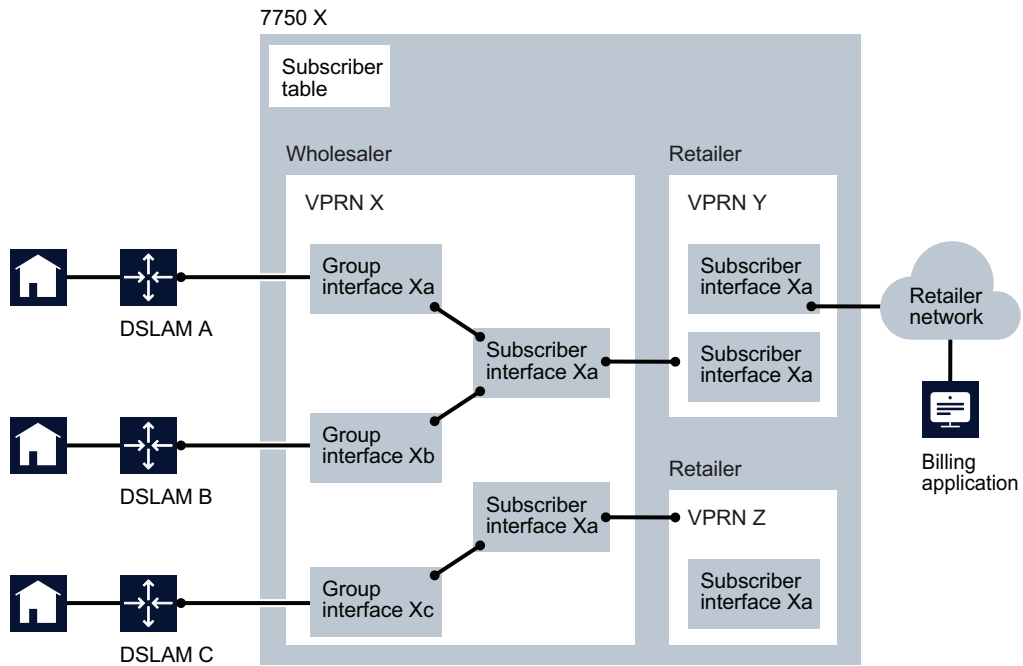 7750 X
Subscriber
table
Wholesaler
Retailer
VPRN X
VPRN Y
Group
interface Xa
Subscriber
interface Xa
DSLAM A
Subscriber
interface Xa
Subscriber
interface Xa
Retailer
network
Group
interface Xb
DSLAM B
Billing
application
Retailer
Subscriber
interface Xa
VPRN Z
Group
interface Xc
Subscriber
interface Xa
DSLAM C